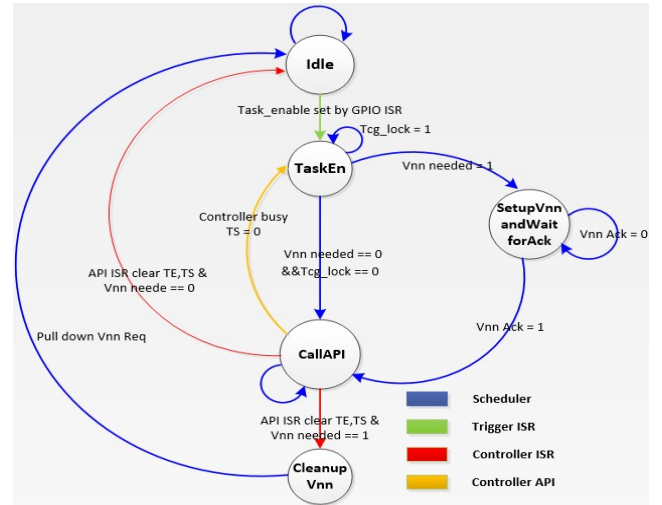 Idle
Task_enable set by GPIO ISR
Tcg_lock = 1
TaskEn
Vnn needed = 1
SetupVnn
andWait
forAck
Vnn Ack = 0
Controller busy
TS = 0
Vnn needed == 0
&&Tcg_lock == 0
API ISR clear TE,TS &
Vnn neede == 0
Pull down Vnn Req
Vnn Ack = 1
CallAPI
API ISR clear TE,TS &
Vnn needed == 1
Cleanup
Vnn
Scheduler
Trigger ISR
Controller ISR
Controller API